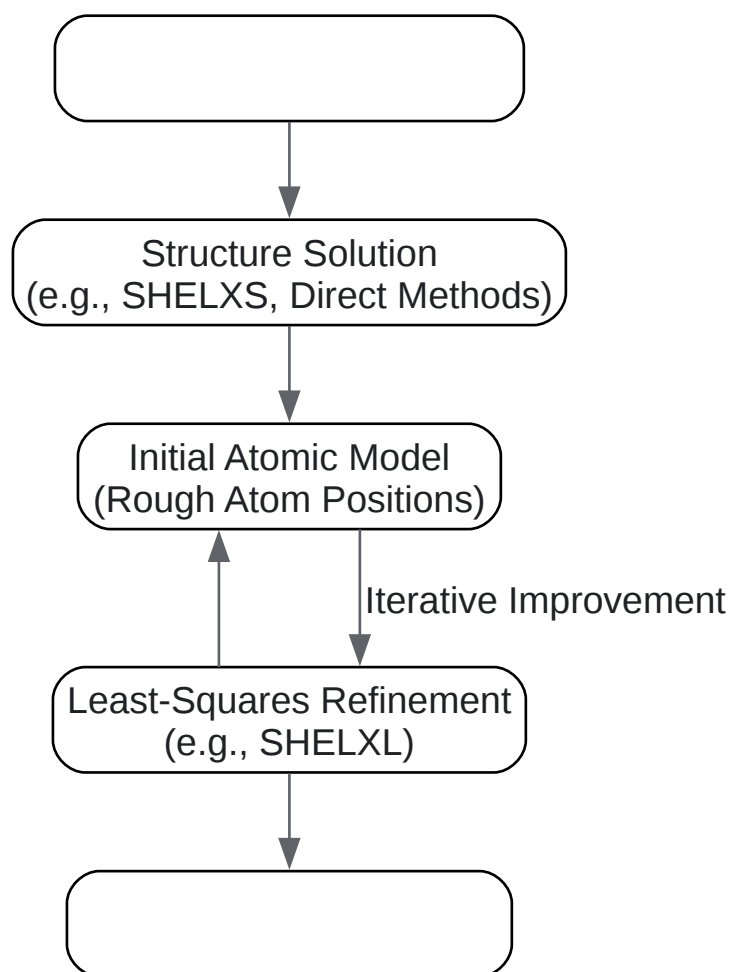 Structure Solution
(e.g., SHELXS, Direct Methods)
Initial Atomic Model
(Rough Atom Positions)
Iterative Improvement
Least-Squares Refinement
(e.g., SHELXL)